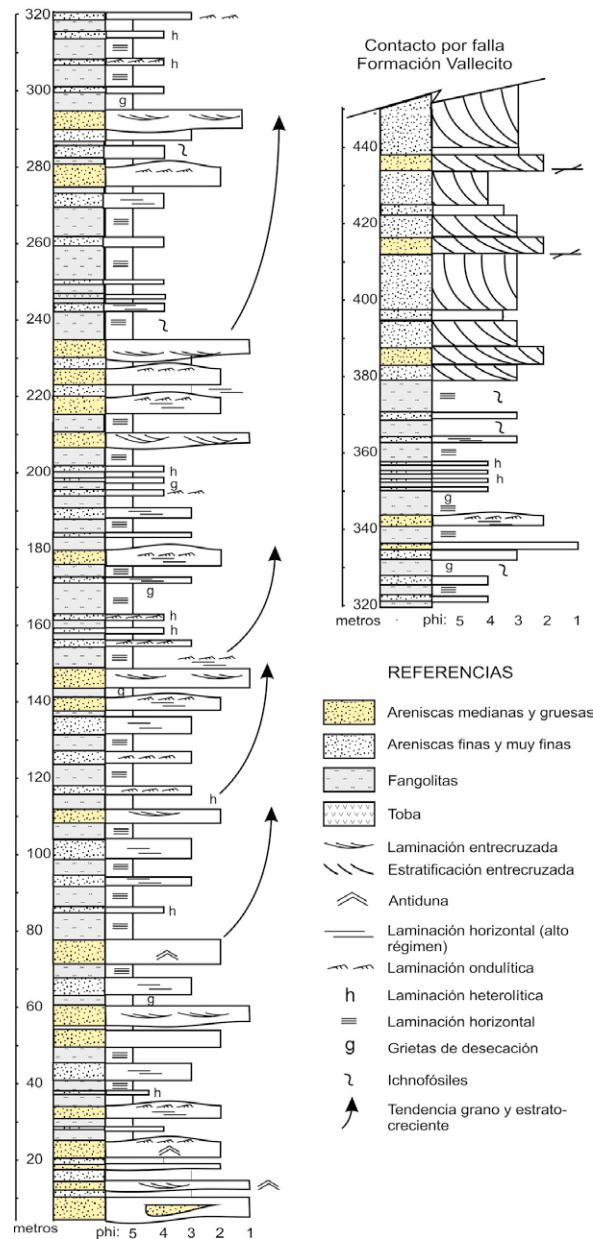 320
300
280
260
240
220
200
180
160
140
120
100
80
60
40
20
metros
phi: 5 4 3 2 1
h
h
g
h
g
g
h
h
g
h
h
g
h
Contacto por falla
Formación Vallecito
440
420
400
380
360
340
320
metros
phi: 5 4 3 2 1
h
h
g
g
g
REFERENCIAS
Areniscas medianas y gruesas
Areniscas finas y muy finas
Fangolitas
Toba
Laminación entrecruzada
Estratificación entrecruzada
Antiduna
Laminación horizontal (alto
régimen)
Laminación ondulítica
h Laminación heterolítica
Laminación horizontal
g Grietas de desecación
Ichnofósiles
Tendencia grano y estrato-
creciente